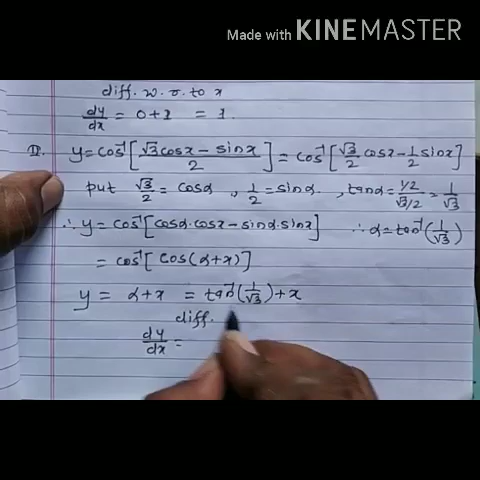 Made with KINEMASTER
diff. w. r. to x
dy/dx = 0+1 = 1.
II. y = cos⁻¹[(√3 cosx − sinx)/2] = cos⁻¹[√3/2 cosx − 1/2 sinx]
put √3/2 = cosα , 1/2 = sinα. , tanα = (1/2)/(√3/2) = 1/√3
∴ y = cos⁻¹[cosα·cosx − sinα·sinx] ∴ α = tan⁻¹(1/√3)
= cos⁻¹[cos(α+x)]
y = α+x = tan⁻¹(1/√3)+x
diff.
dy/dx =